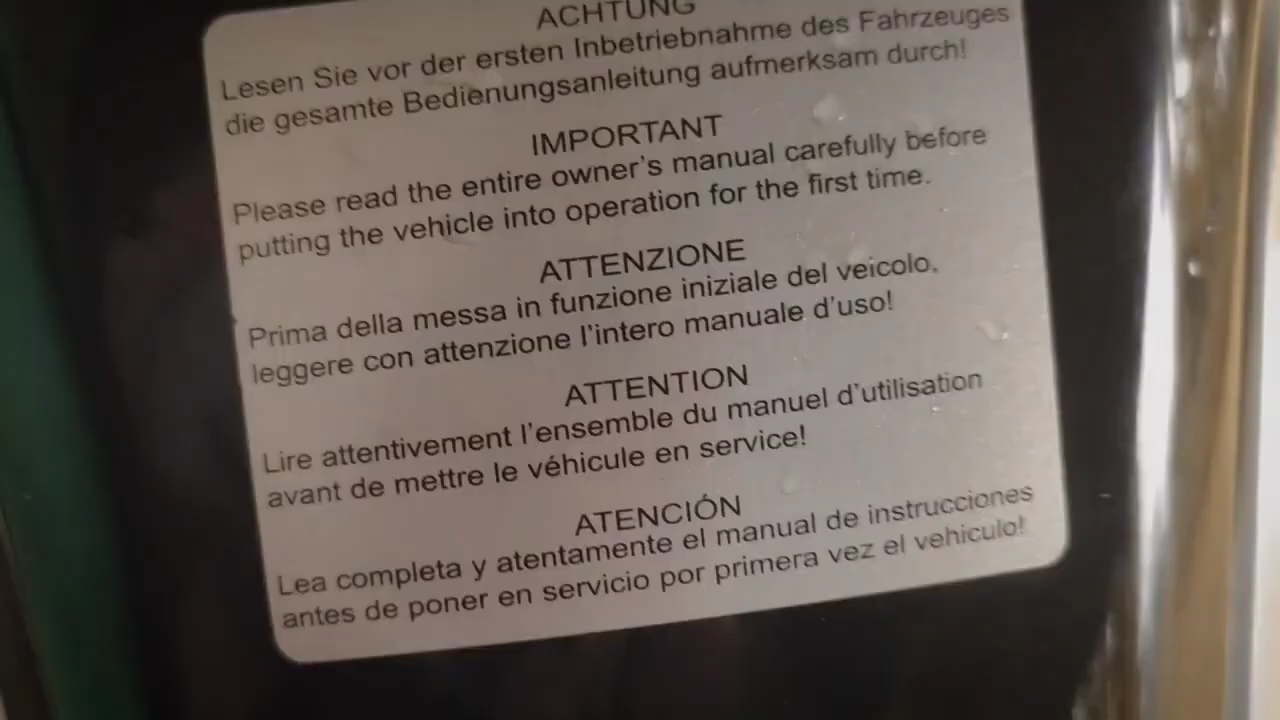 ACHTUNG
Lesen Sie vor der ersten Inbetriebnahme des Fahrzeuges
die gesamte Bedienungsanleitung aufmerksam durch!
IMPORTANT
Please read the entire owner's manual carefully before
putting the vehicle into operation for the first time.
ATTENZIONE
Prima della messa in funzione iniziale del veicolo,
leggere con attenzione l'intero manuale d'uso!
ATTENTION
Lire attentivement l'ensemble du manuel d'utilisation
avant de mettre le véhicule en service!
ATENCIÓN
Lea completa y atentamente el manual de instrucciones
antes de poner en servicio por primera vez el vehiculo!